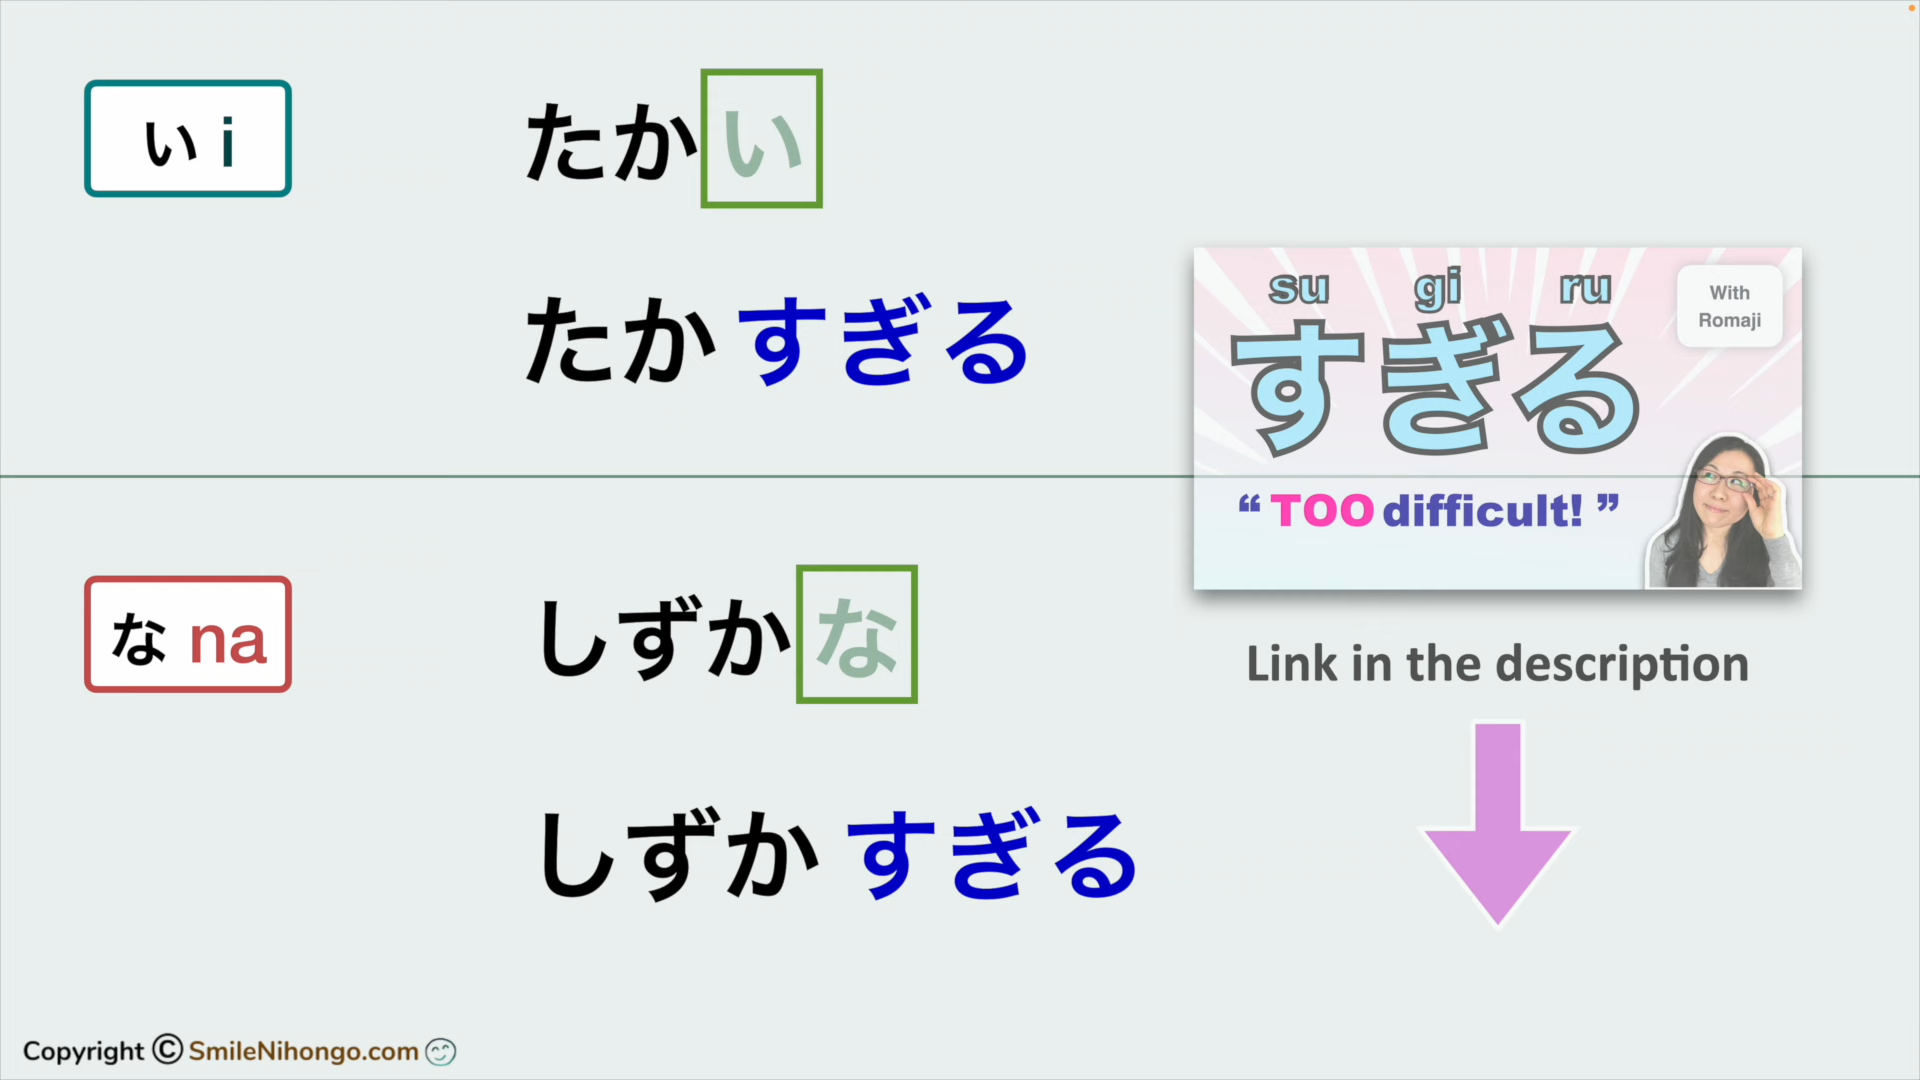 い i
たかい
たかすぎる
su gi ru
すぎる
With
Romaji
“ TOO difficult! ”
な na
しずかな
しずかすぎる
Link in the description
Copyright © SmileNihongo.com